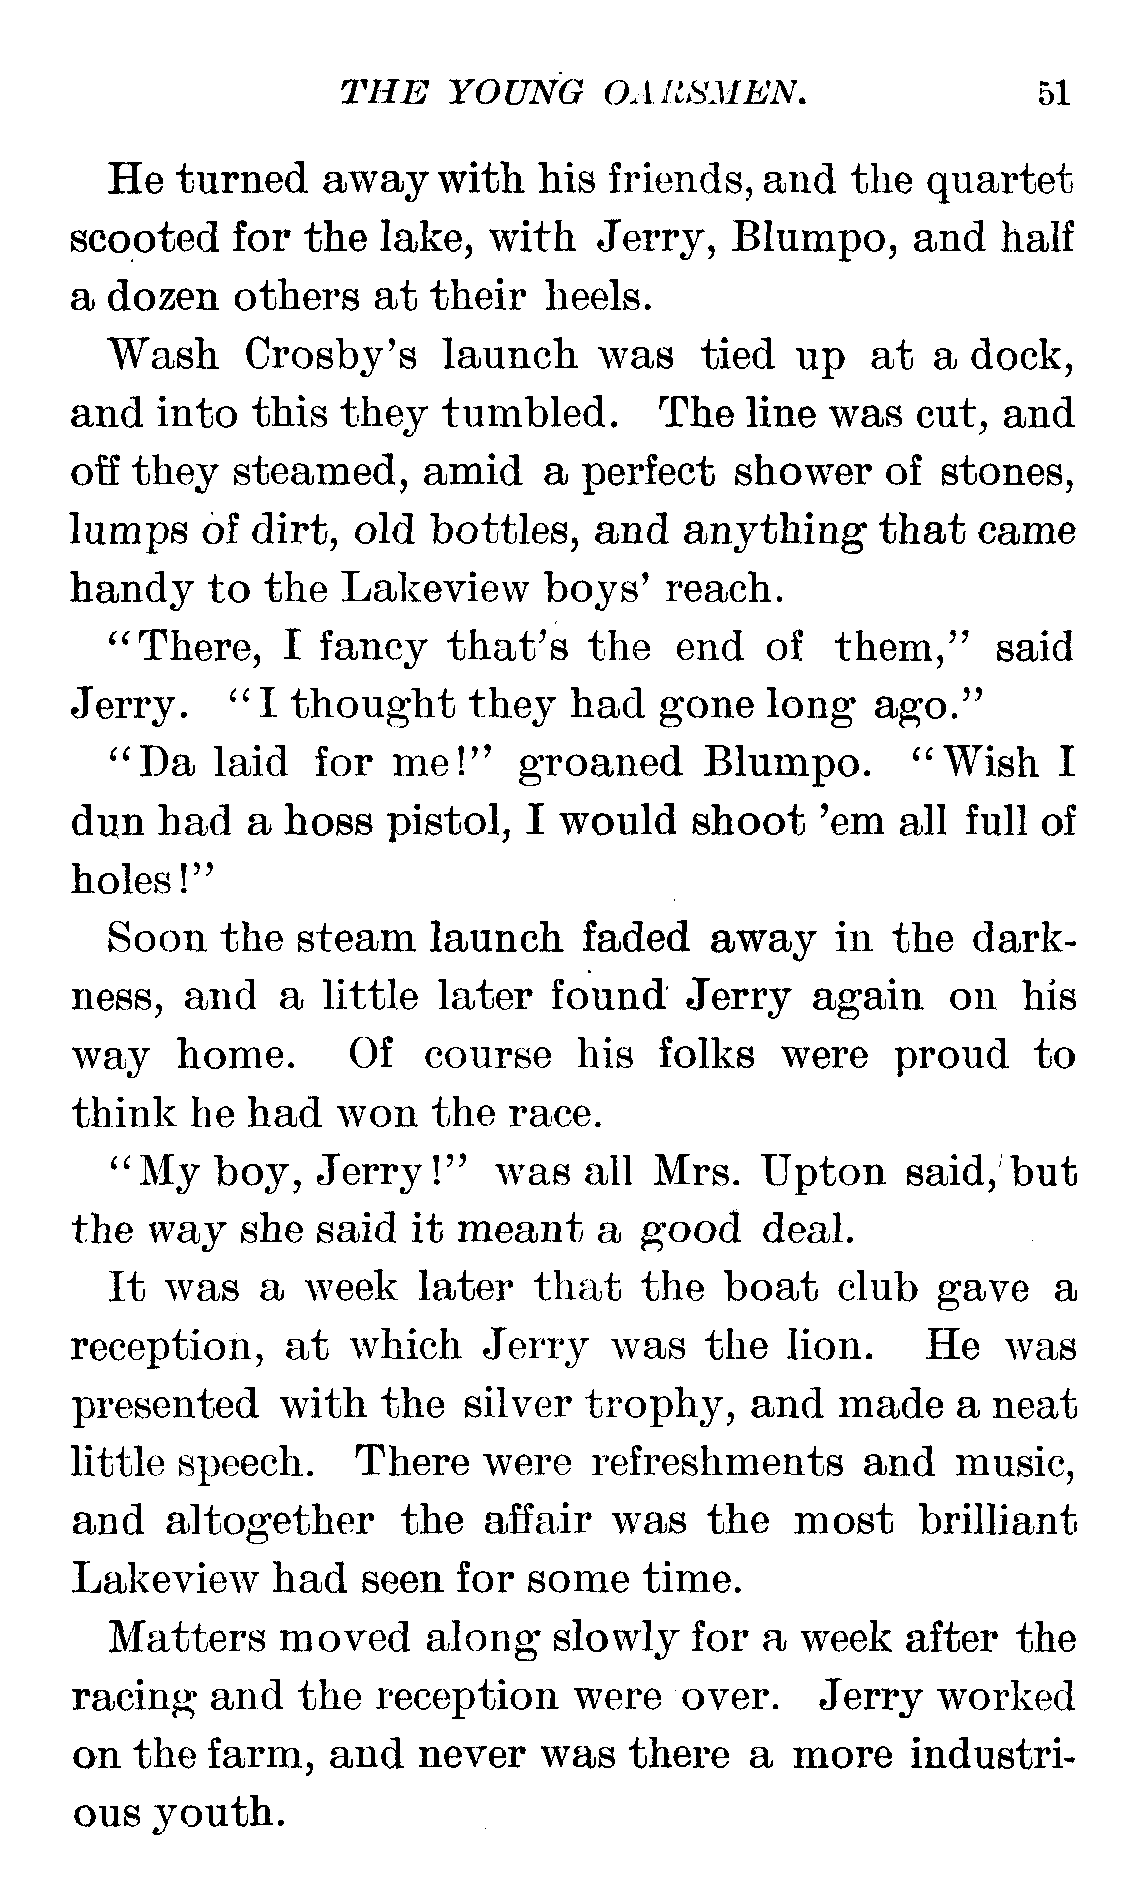 THE YOUNG OARSMEN. 51
He turned away with his friends, and the quartet
scooted for the lake, with Jerry, Blumpo, and half
a dozen others at their heels.
Wash Crosby's launch was tied up at a dock,
and into this they tumbled. The line was cut, and
off they steamed, amid a perfect shower of stones,
lumps of dirt, old bottles, and anything that came
handy to the Lakeview boys' reach.
"There, I fancy that's the end of them," said
Jerry. "I thought they had gone long ago."
"Da laid for me!" groaned Blumpo. "Wish I
dun had a hoss pistol, I would shoot 'em all full of
holes!"
Soon the steam launch faded away in the dark-
ness, and a little later found Jerry again on his
way home. Of course his folks were proud to
think he had won the race.
"My boy, Jerry!" was all Mrs. Upton said, but
the way she said it meant a good deal.
It was a week later that the boat club gave a
reception, at which Jerry was the lion. He was
presented with the silver trophy, and made a neat
little speech. There were refreshments and music,
and altogether the affair was the most brilliant
Lakeview had seen for some time.
Matters moved along slowly for a week after the
racing and the reception were over. Jerry worked
on the farm, and never was there a more industri-
ous youth.